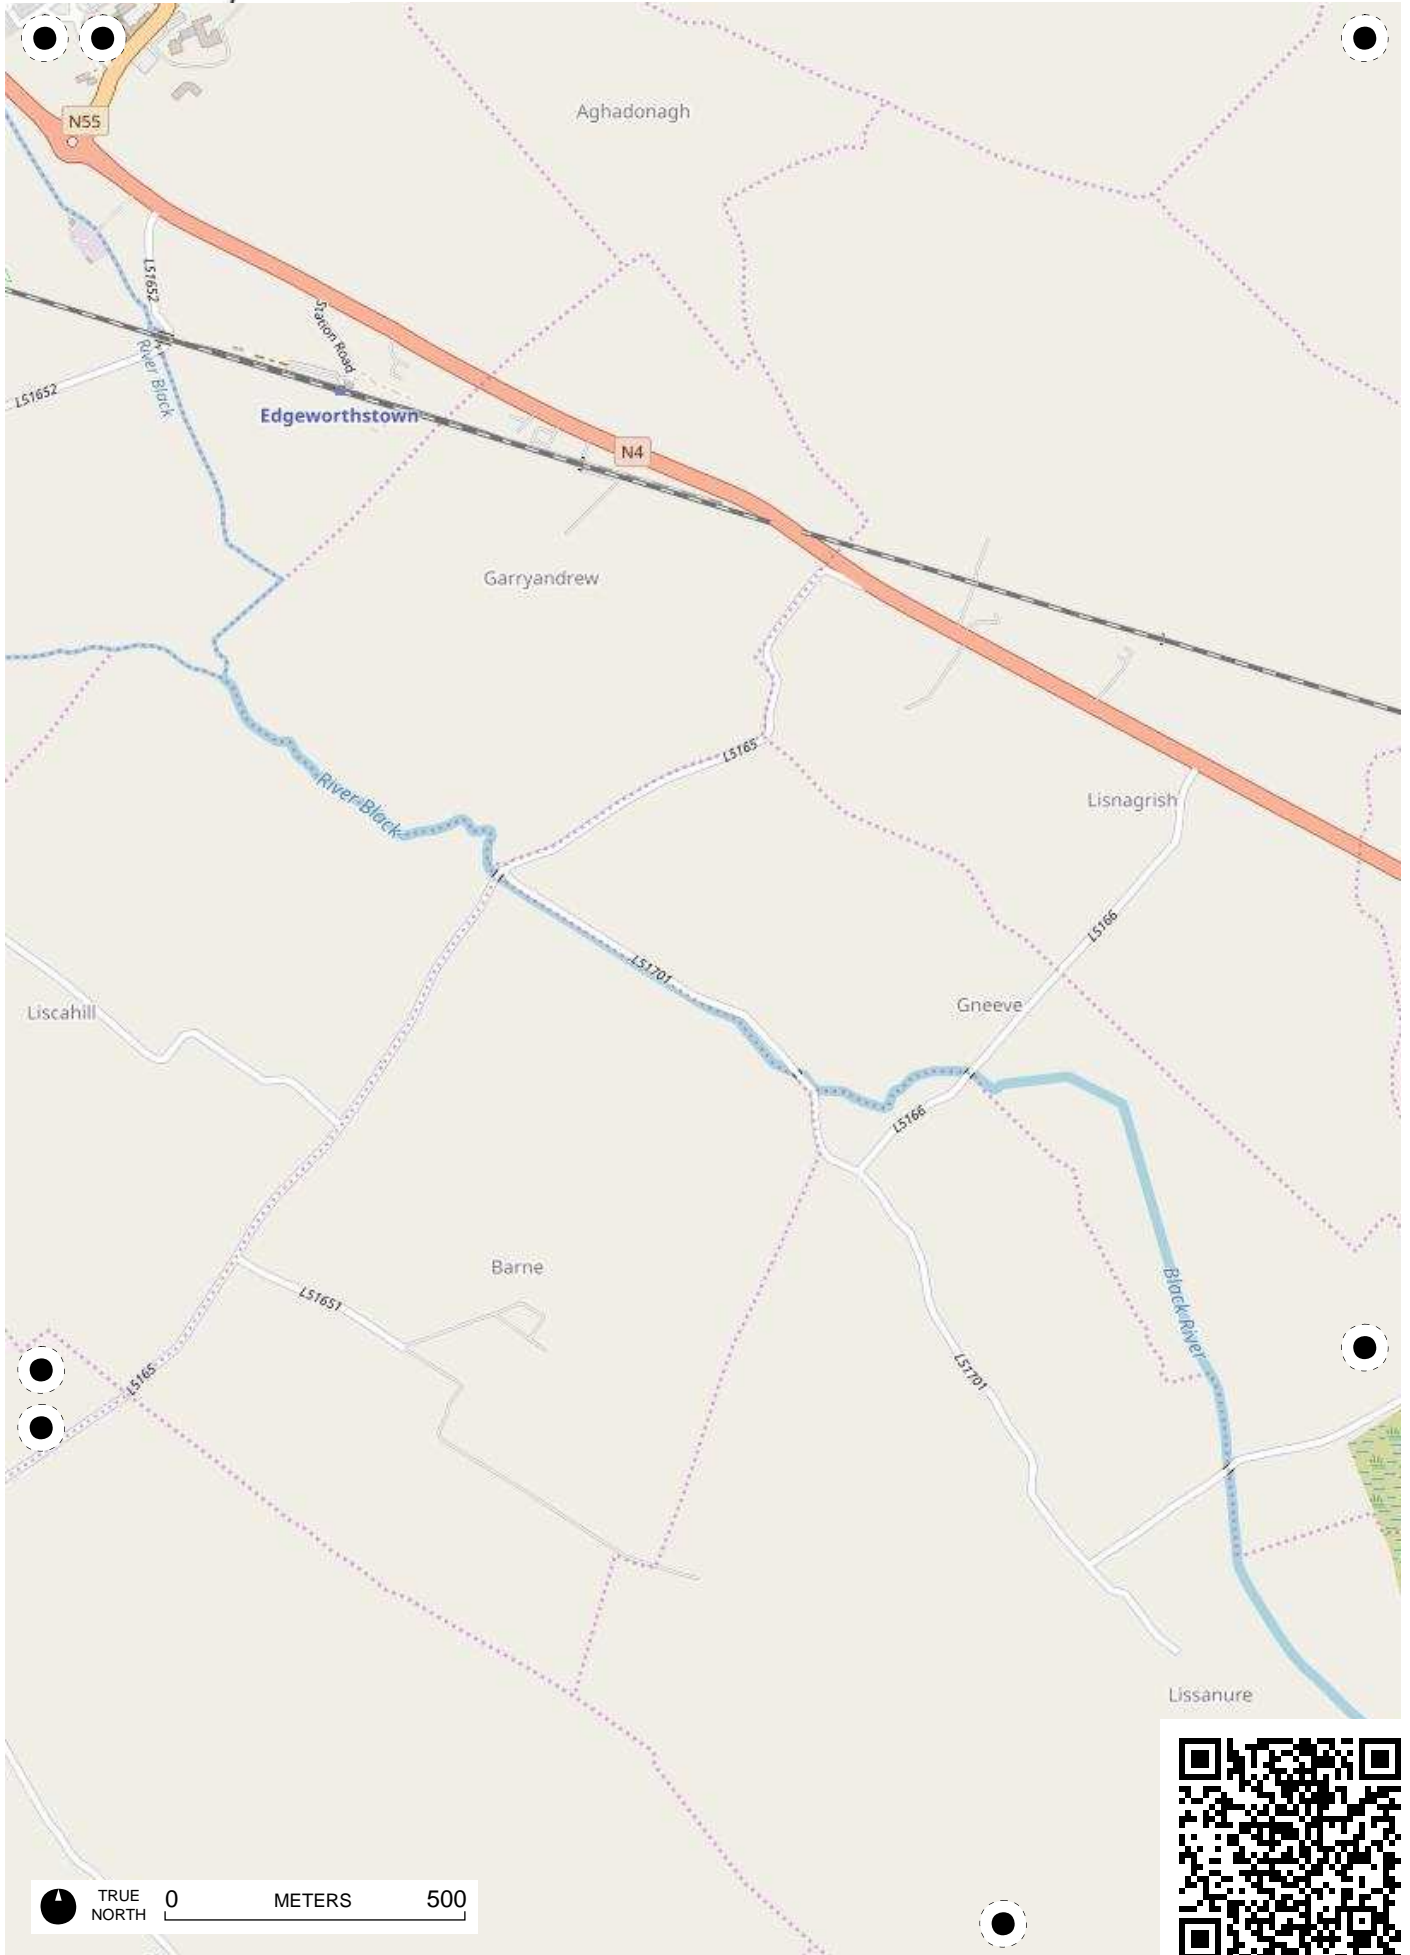 Aghadonagh
N55
L51652
Station Road
River Black
L51652
Edgeworthstown
N4
Garryandrew
L5165
River Black
Lisnagrish
L5166
L51701
Gneeve
Liscahill
L5166
Barne
L51651
Black River
L5165
L51701
Lissanure
TRUE NORTH
0 METERS 500